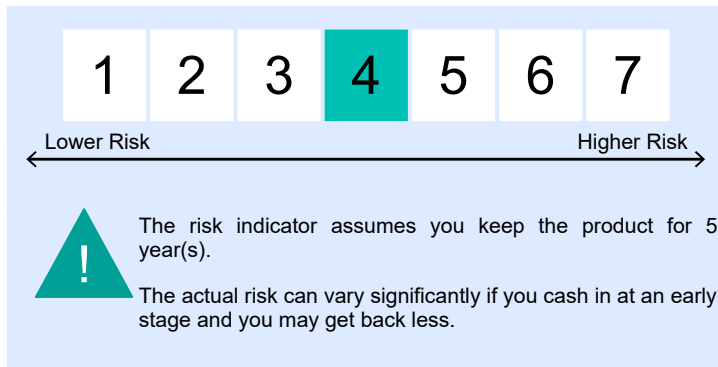 1 2 3 4 5 6 7
Lower Risk Higher Risk
The risk indicator assumes you keep the product for 5
year(s).
!
The actual risk can vary significantly if you cash in at an early
stage and you may get back less.